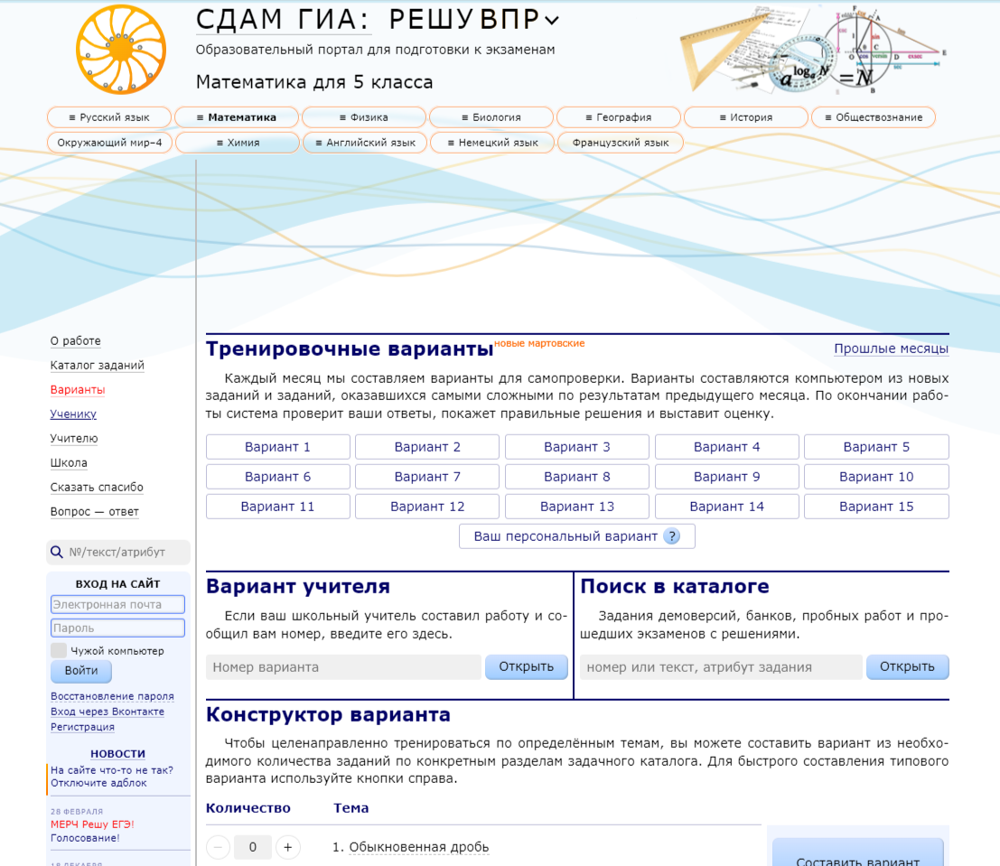 СДАМ ГИА: РЕШУ ВПР
Образовательный портал для подготовки к экзаменам
Математика для 5 класса
≡ Русский язык
≡ Математика
≡ Физика
≡ Биология
≡ География
≡ История
≡ Обществознание
Окружающий мир–4
≡ Химия
≡ Английский язык
≡ Немецкий язык
Французский язык
О работе
Каталог заданий
Варианты
Ученику
Учителю
Школа
Сказать спасибо
Вопрос — ответ
№/текст/атрибут
ВХОД НА САЙТ
Электронная почта
Пароль
Чужой компьютер
Войти
Восстановление пароля
Вход через Вконтакте
Регистрация
НОВОСТИ
На сайте что-то не так?
Отключите адблок
28 ФЕВРАЛЯ
МЕРЧ Решу ЕГЭ!
Голосование!
18 ДЕКАБРЯ
Тренировочные варианты новые мартовские
Прошлые месяцы
Каждый месяц мы составляем варианты для самопроверки. Варианты составляются компьютером из новых
заданий и заданий, оказавшихся самыми сложными по результатам предыдущего месяца. По окончании рабо-
ты система проверит ваши ответы, покажет правильные решения и выставит оценку.
Вариант 1
Вариант 2
Вариант 3
Вариант 4
Вариант 5
Вариант 6
Вариант 7
Вариант 8
Вариант 9
Вариант 10
Вариант 11
Вариант 12
Вариант 13
Вариант 14
Вариант 15
Ваш персональный вариант ?
Вариант учителя
Если ваш школьный учитель составил работу и со-
общил вам номер, введите его здесь.
Номер варианта
Открыть
Поиск в каталоге
Задания демоверсий, банков, пробных работ и про-
шедших экзаменов с решениями.
номер или текст, атрибут задания
Открыть
Конструктор варианта
Чтобы целенаправленно тренироваться по определённым темам, вы можете составить вариант из необхо-
димого количества заданий по конкретным разделам задачного каталога. Для быстрого составления типового
варианта используйте кнопки справа.
Количество
Тема
− 0 +
1. Обыкновенная дробь
Составить вариант